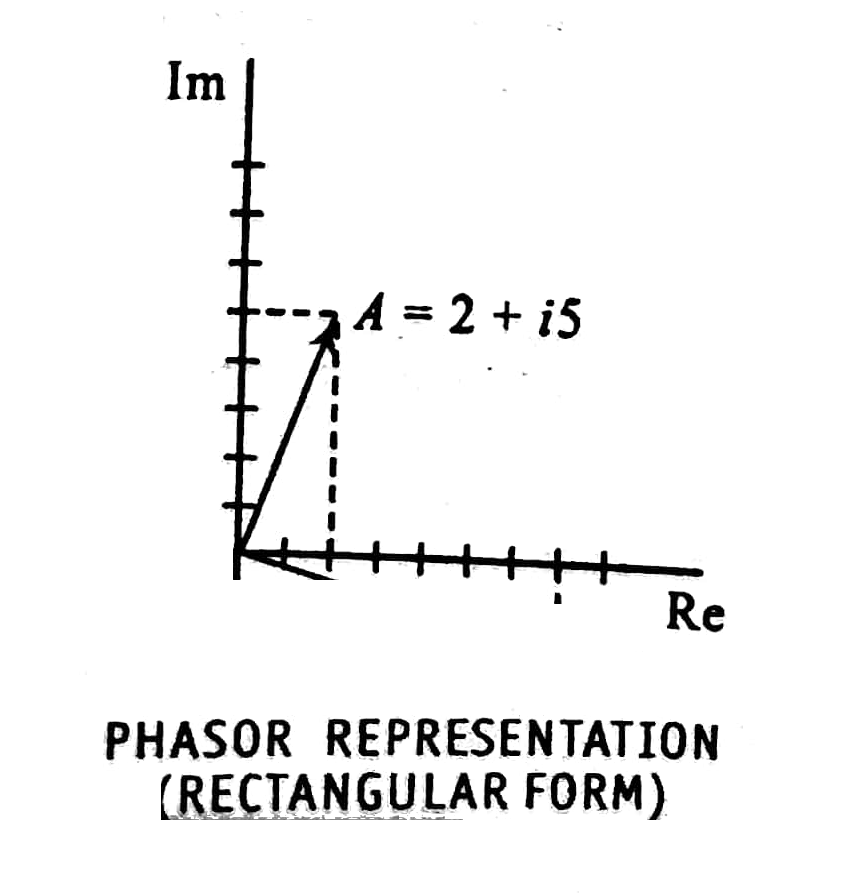 Im
A = 2 + i5
Re
PHASOR REPRESENTATION
(RECTANGULAR FORM)